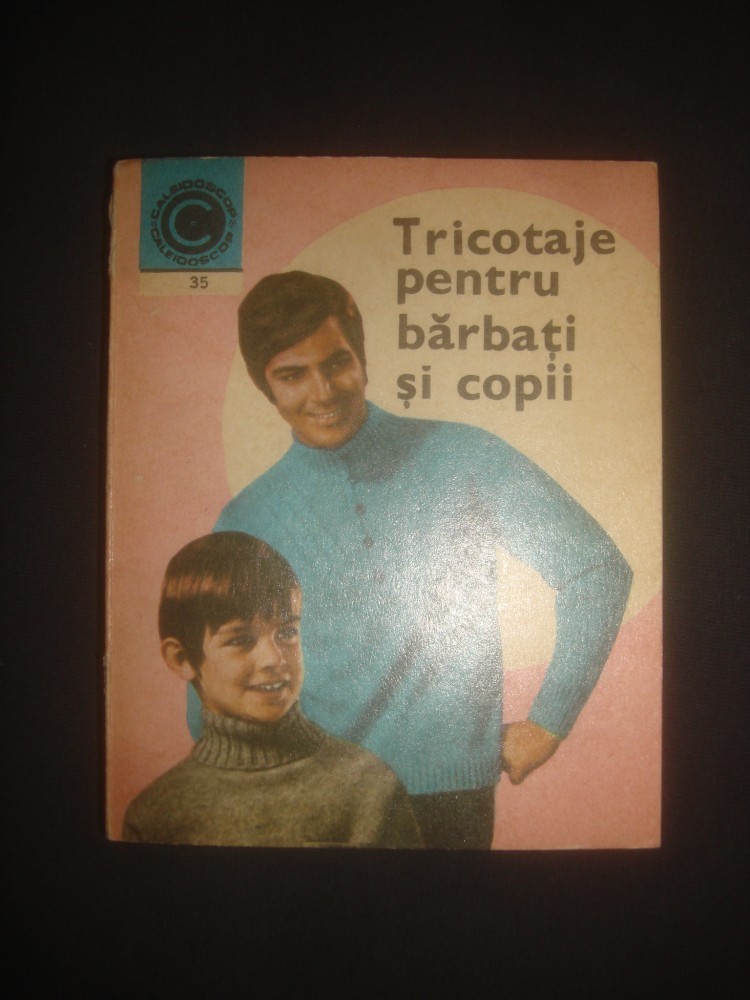 CALEIDOSCOP
CALEIDOSCOP
C
35
Tricotaje
pentru
bărbați
și copii